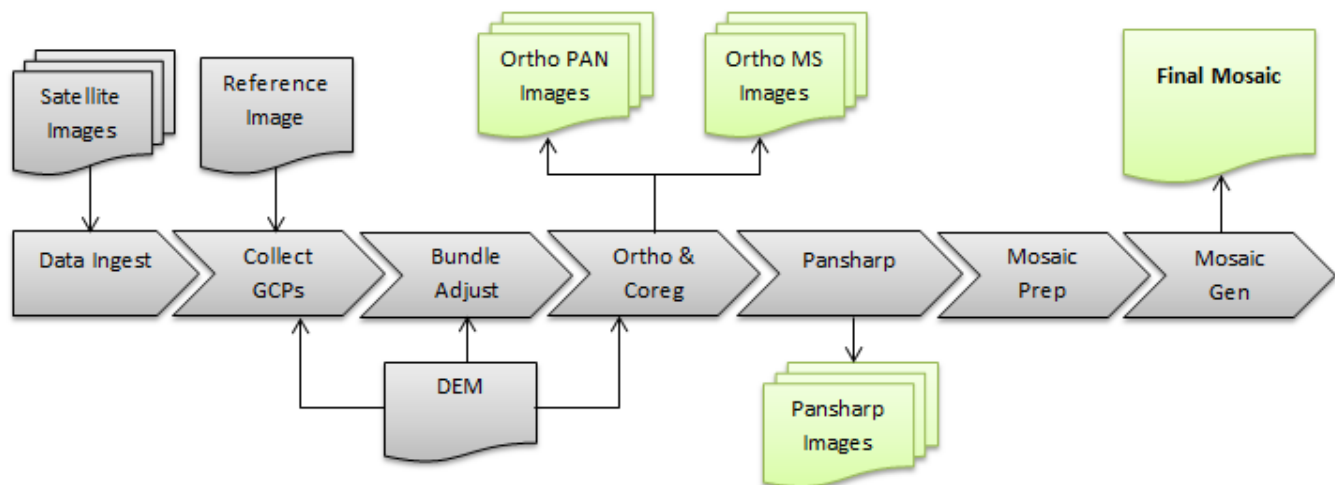 Satellite
Images
Reference
Image
Ortho PAN
Images
Ortho MS
Images
Final Mosaic
Data Ingest
Collect
GCPs
Bundle
Adjust
Ortho &
Coreg
Pansharp
Mosaic
Prep
Mosaic
Gen
DEM
Pansharp
Images